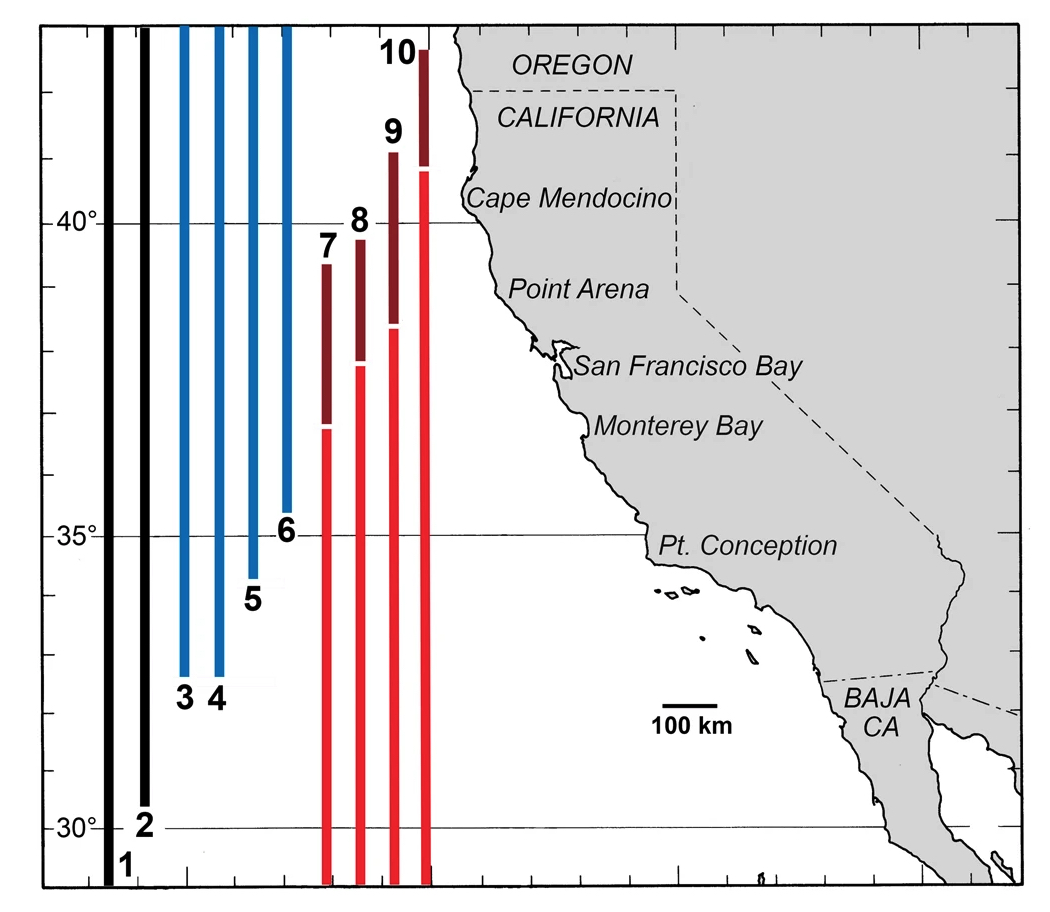 10
OREGON
CALIFORNIA
9
Cape Mendocino
8
40°
7
Point Arena
San Francisco Bay
Monterey Bay
6
35°
Pt. Conception
5
3 4
BAJA
CA
100 km
2
30°
1